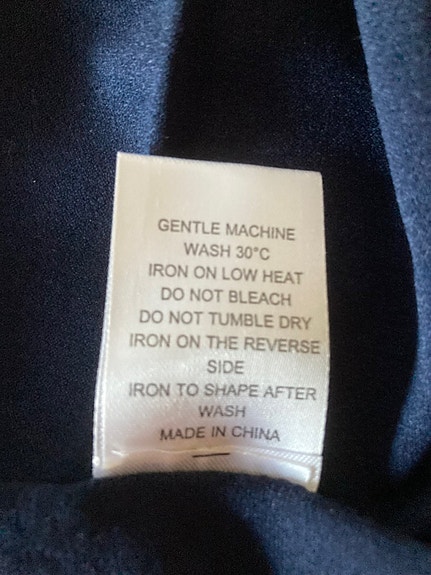 GENTLE MACHINE
WASH 30°C
IRON ON LOW HEAT
DO NOT BLEACH
DO NOT TUMBLE DRY
IRON ON THE REVERSE
SIDE
IRON TO SHAPE AFTER
WASH
MADE IN CHINA